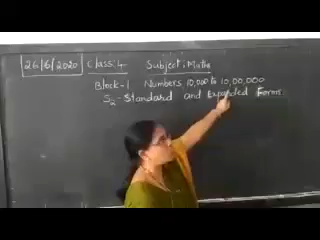 26/6/2020 Class:4 Subject:Maths
Block-1 Numbers 10,000 to 10,00,000
S2-Standard and Expanded Forms